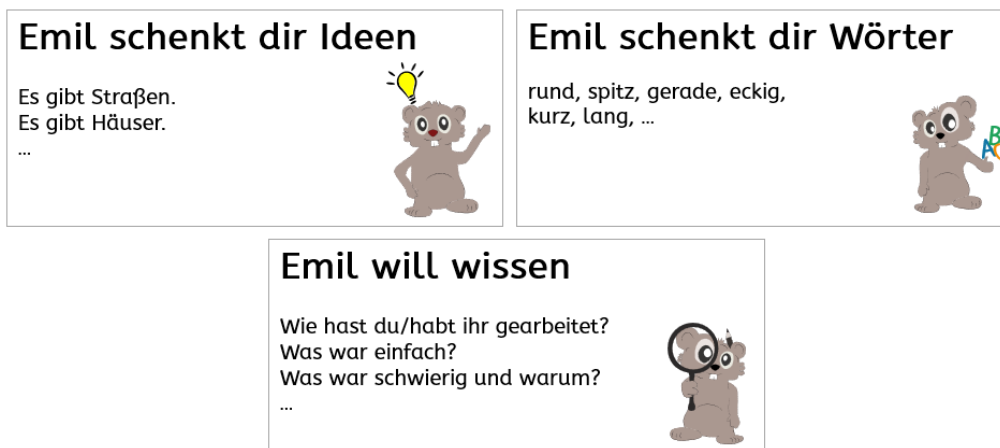 Emil schenkt dir Ideen
Es gibt Straßen.
Es gibt Häuser.
...
Emil schenkt dir Wörter
rund, spitz, gerade, eckig,
kurz, lang, ...
Emil will wissen
Wie hast du/habt ihr gearbeitet?
Was war einfach?
Was war schwierig und warum?
...